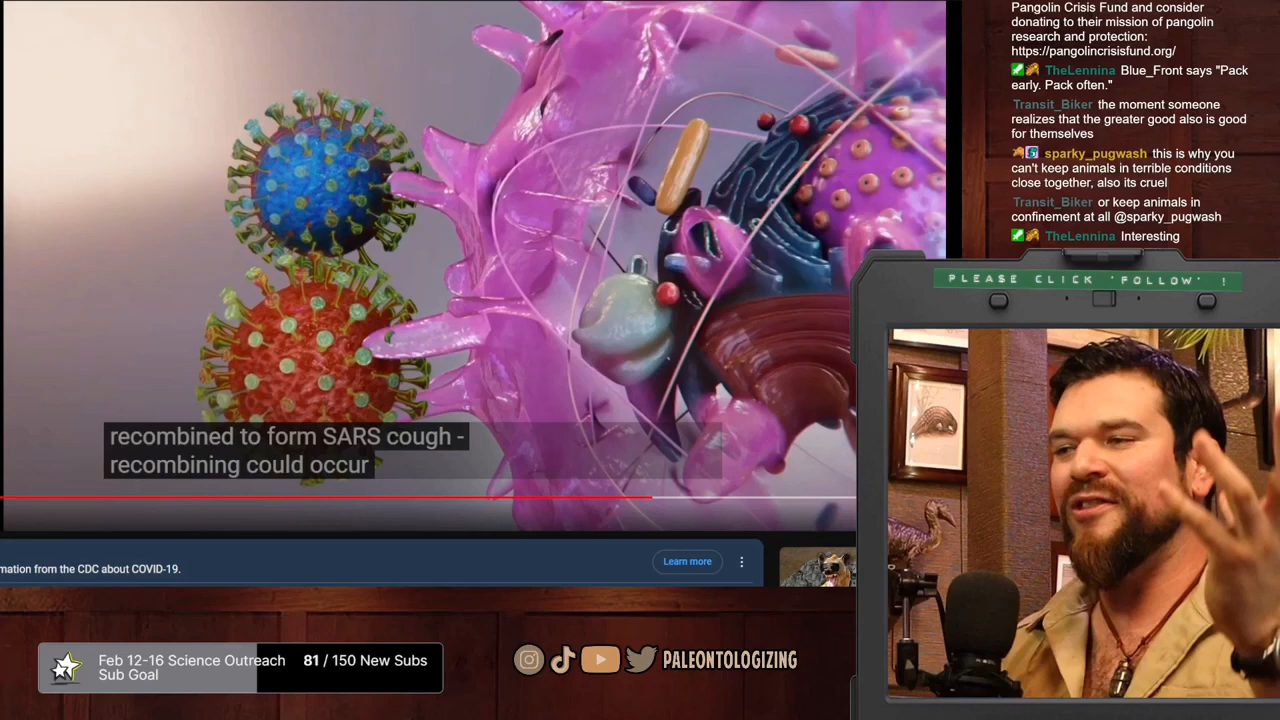 Pangolin Crisis Fund and consider
donating to their mission of pangolin
research and protection:
https://pangolincrisisfund.org/
TheLennina Blue_Front says "Pack
early. Pack often."
Transit_Biker the moment someone
realizes that the greater good also is good
for themselves
sparky_pugwash this is why you
can't keep animals in terrible conditions
close together, also its cruel
Transit_Biker or keep animals in
confinement at all @sparky_pugwash
TheLennina Interesting
PLEASE CLICK 'FOLLOW' !
recombined to form SARS cough -
recombining could occur
mation from the CDC about COVID-19.
Learn more
Feb 12-16 Science Outreach
Sub Goal
81 / 150 New Subs
PALEONTOLOGIZING